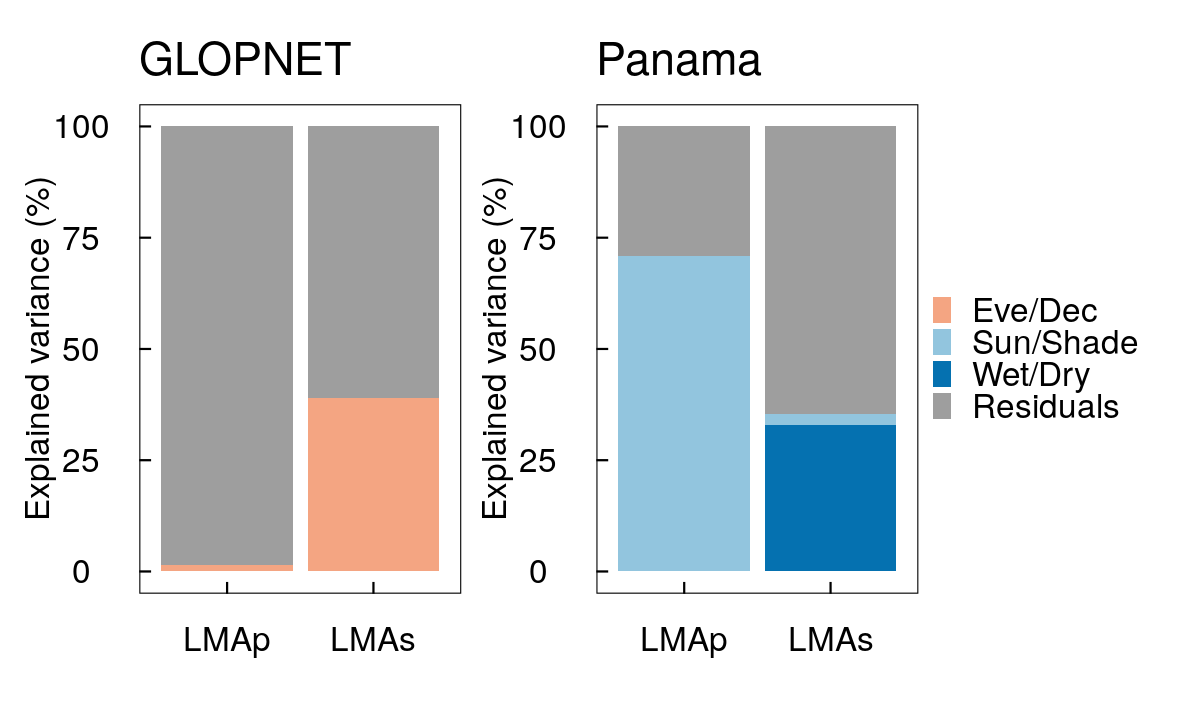 GLOPNET
Explained variance (%)
100
75
50
25
0
LMAp
LMAs
Panama
Explained variance (%)
100
75
50
25
0
LMAp
LMAs
Eve/Dec
Sun/Shade
Wet/Dry
Residuals